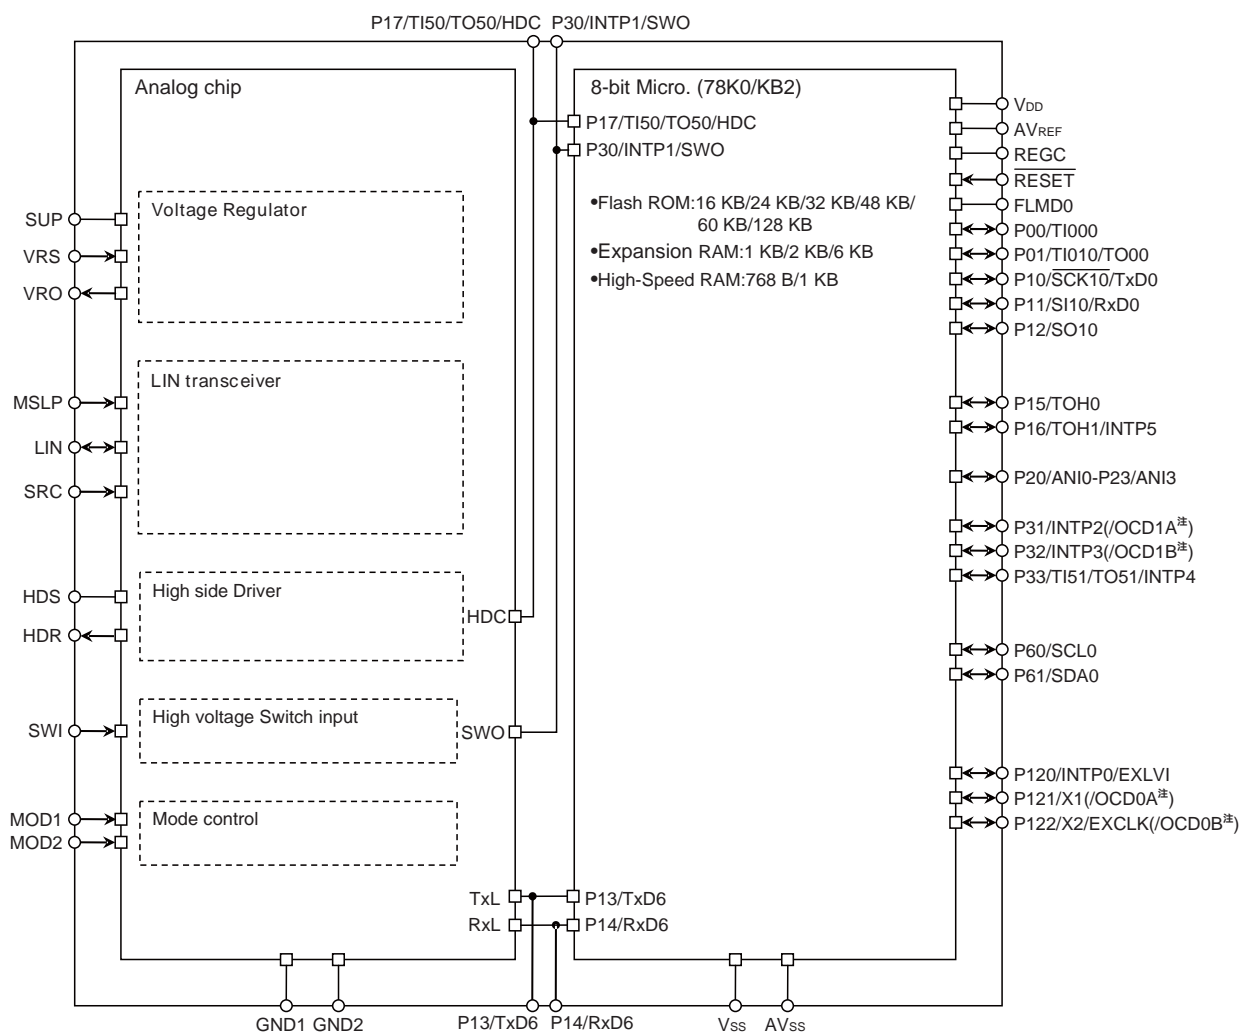 P17/TI50/TO50/HDC P30/INTP1/SWO
Analog chip
8-bit Micro. (78K0/KB2)
P17/TI50/TO50/HDC
P30/INTP1/SWO
•Flash ROM:16 KB/24 KB/32 KB/48 KB/
60 KB/128 KB
•Expansion RAM:1 KB/2 KB/6 KB
•High-Speed RAM:768 B/1 KB
SUP
VRS
VRO
Voltage Regulator
MSLP
LIN
SRC
LIN transceiver
HDS
HDR
High side Driver
HDC
SWI
High voltage Switch input
SWO
MOD1
MOD2
Mode control
TxL
RxL
P13/TxD6
P14/RxD6
VDD
AVREF
REGC
RESET
FLMD0
P00/TI000
P01/TI010/TO00
P10/SCK10/TxD0
P11/SI10/RxD0
P12/SO10
P15/TOH0
P16/TOH1/INTP5
P20/ANI0-P23/ANI3
P31/INTP2(/OCD1A注)
P32/INTP3(/OCD1B注)
P33/TI51/TO51/INTP4
P60/SCL0
P61/SDA0
P120/INTP0/EXLVI
P121/X1(/OCD0A注)
P122/X2/EXCLK(/OCD0B注)
GND1 GND2
P13/TxD6 P14/RxD6
VSS AVSS